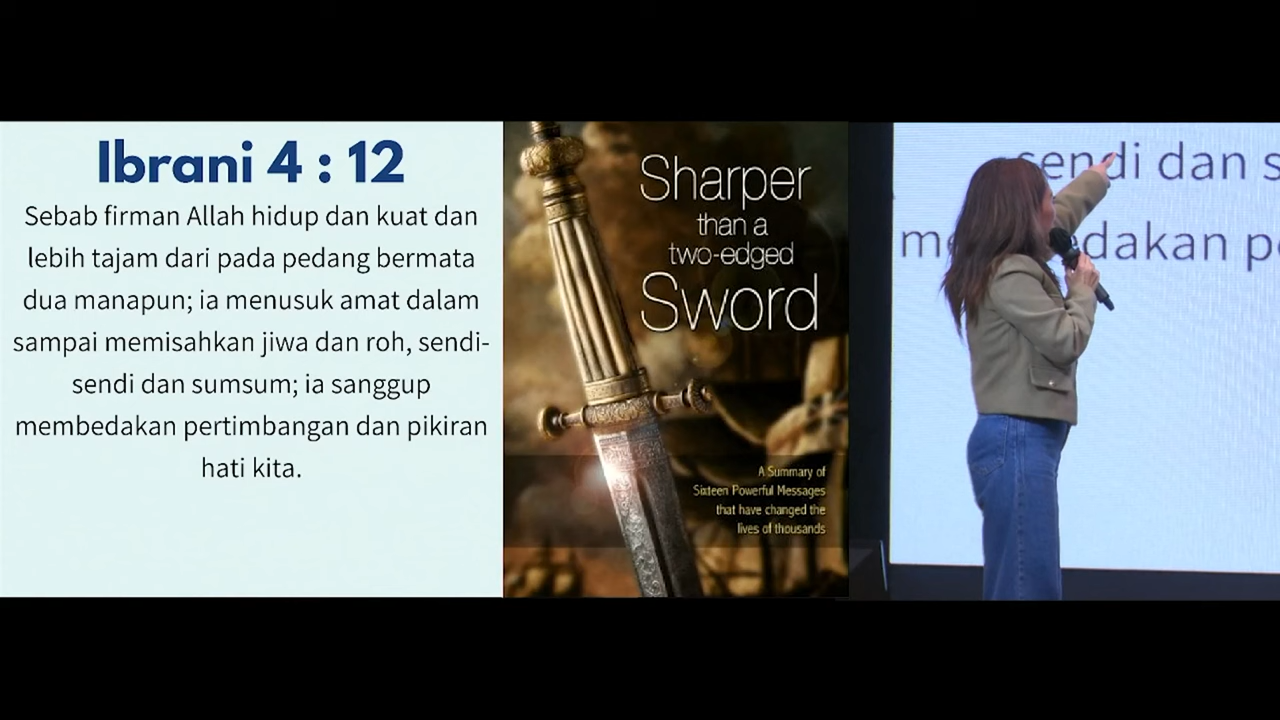 Ibrani 4 : 12
Sebab firman Allah hidup dan kuat dan
lebih tajam dari pada pedang bermata
dua manapun; ia menusuk amat dalam
sampai memisahkan jiwa dan roh, sendi-
sendi dan sumsum; ia sanggup
membedakan pertimbangan dan pikiran
hati kita.
Sharper
than a
two-edged
Sword
A Summary of
Sixteen Powerful Messages
that have changed the
lives of thousands
sendi dan s